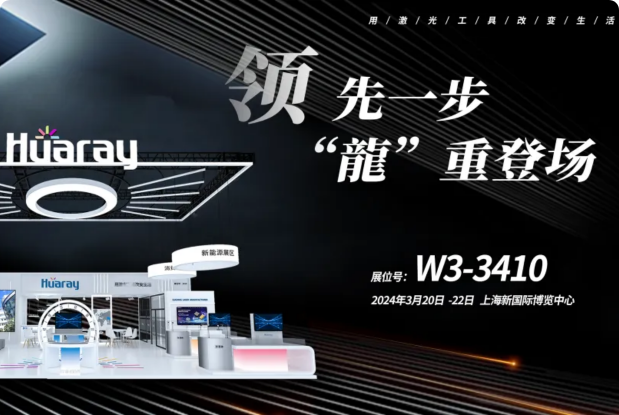 用/激/光/工/具/改/变/生/活
领先一步
“龍”重登场
Huaray
新能源展区
Huaray
展位号: W3-3410
2024年3月20日 -22日 上海新国际博览中心